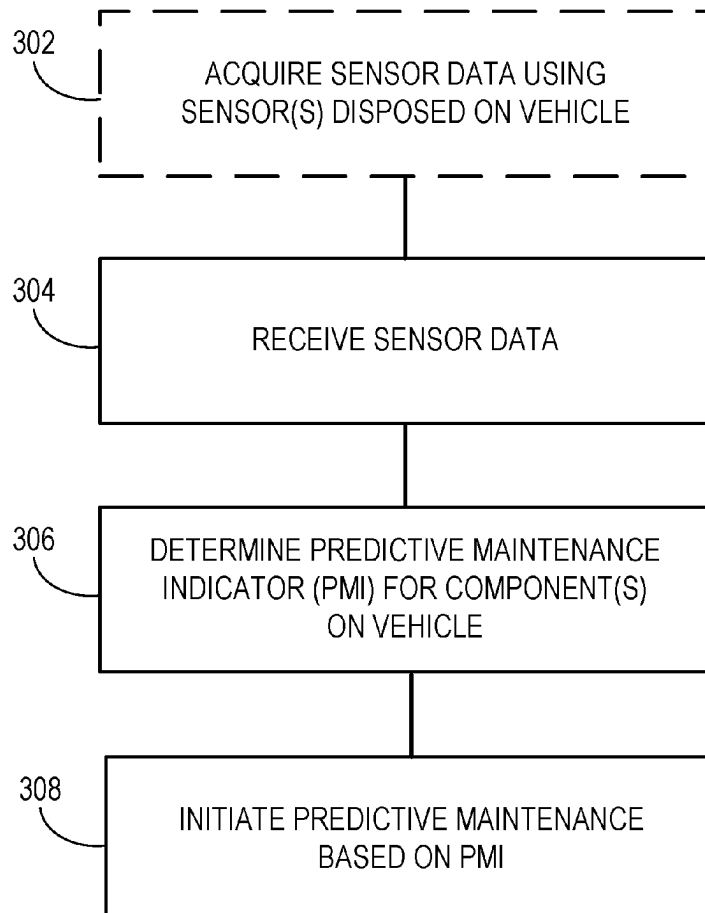 302
ACQUIRE SENSOR DATA USING
SENSOR(S) DISPOSED ON VEHICLE
304
RECEIVE SENSOR DATA
306
DETERMINE PREDICTIVE MAINTENANCE
INDICATOR (PMI) FOR COMPONENT(S)
ON VEHICLE
308
INITIATE PREDICTIVE MAINTENANCE
BASED ON PMI